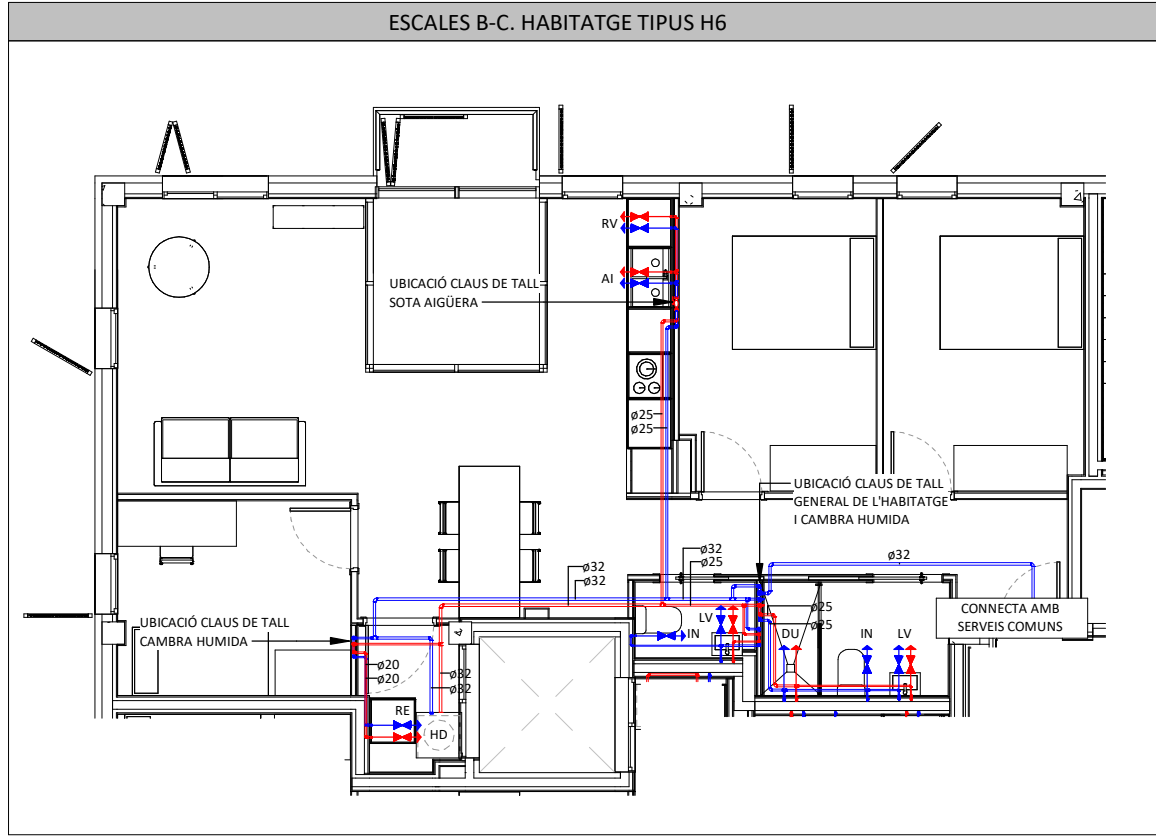 ESCALES B-C. HABITATGE TIPUS H6
RV
AI
UBICACIÓ CLAUS DE TALL
SOTA AIGÜERA
ø25
ø25
UBICACIÓ CLAUS DE TALL
GENERAL DE L'HABITATGE
I CAMBRA HUMIDA
ø32
ø32
ø25
ø32
ø32
CONNECTA AMB
SERVEIS COMUNS
ø25
ø25
LV
IN
DU
IN
LV
UBICACIÓ CLAUS DE TALL
CAMBRA HUMIDA
ø20
ø20
ø32
ø32
RE
HD